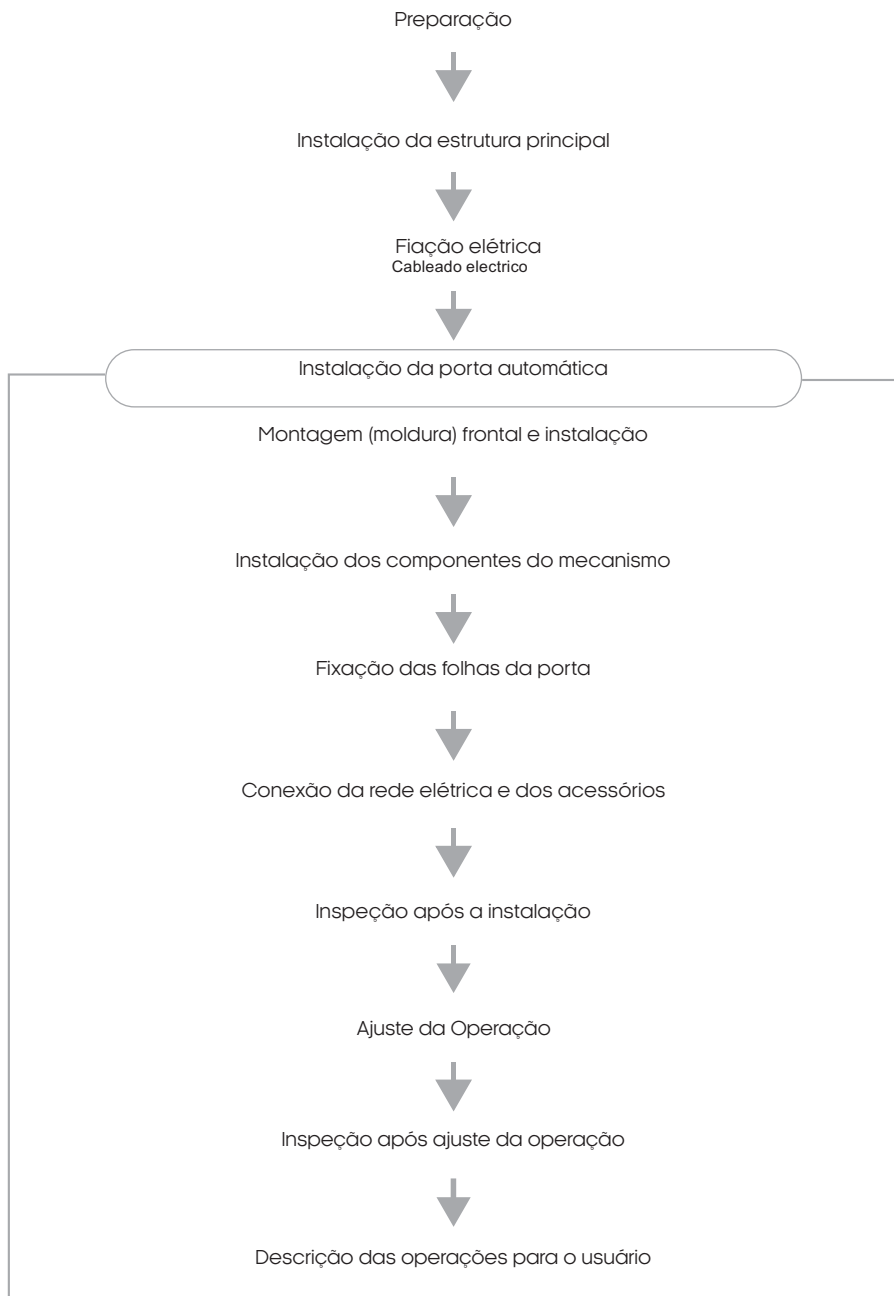 Preparação
Instalação da estrutura principal
Fiação elétrica
Cableado electrico
Instalação da porta automática
Montagem (moldura) frontal e instalação
Instalação dos componentes do mecanismo
Fixação das folhas da porta
Conexão da rede elétrica e dos acessórios
Inspeção após a instalação
Ajuste da Operação
Inspeção após ajuste da operação
Descrição das operações para o usuário